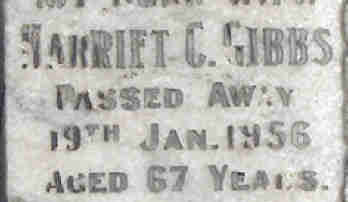 HARRIET C. GIBBS
PASSED AWAY
19TH JAN. 1956
AGED 67 YEARS.